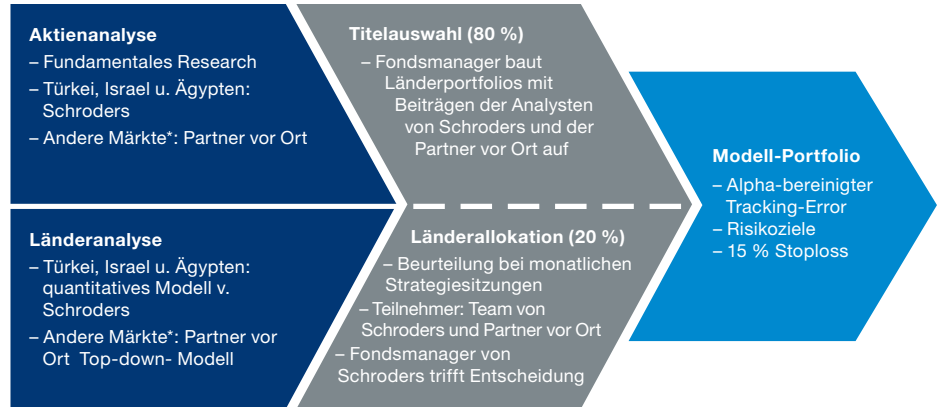 Aktienanalyse
– Fundamentales Research
– Türkei, Israel u. Ägypten:
Schroders
– Andere Märkte*: Partner vor Ort
Länderanalyse
– Türkei, Israel u. Ägypten:
quantitatives Modell v.
Schroders
– Andere Märkte*: Partner vor
Ort Top-down- Modell
Titelauswahl (80 %)
– Fondsmanager baut
Länderportfolios mit
Beiträgen der Analysten
von Schroders und der
Partner vor Ort auf
Länderallokation (20 %)
– Beurteilung bei monatlichen
Strategiesitzungen
– Teilnehmer: Team von
Schroders und Partner vor Ort
– Fondsmanager von
Schroders trifft Entscheidung
Modell-Portfolio
– Alpha-bereinigter
Tracking-Error
– Risikoziele
– 15 % Stoploss